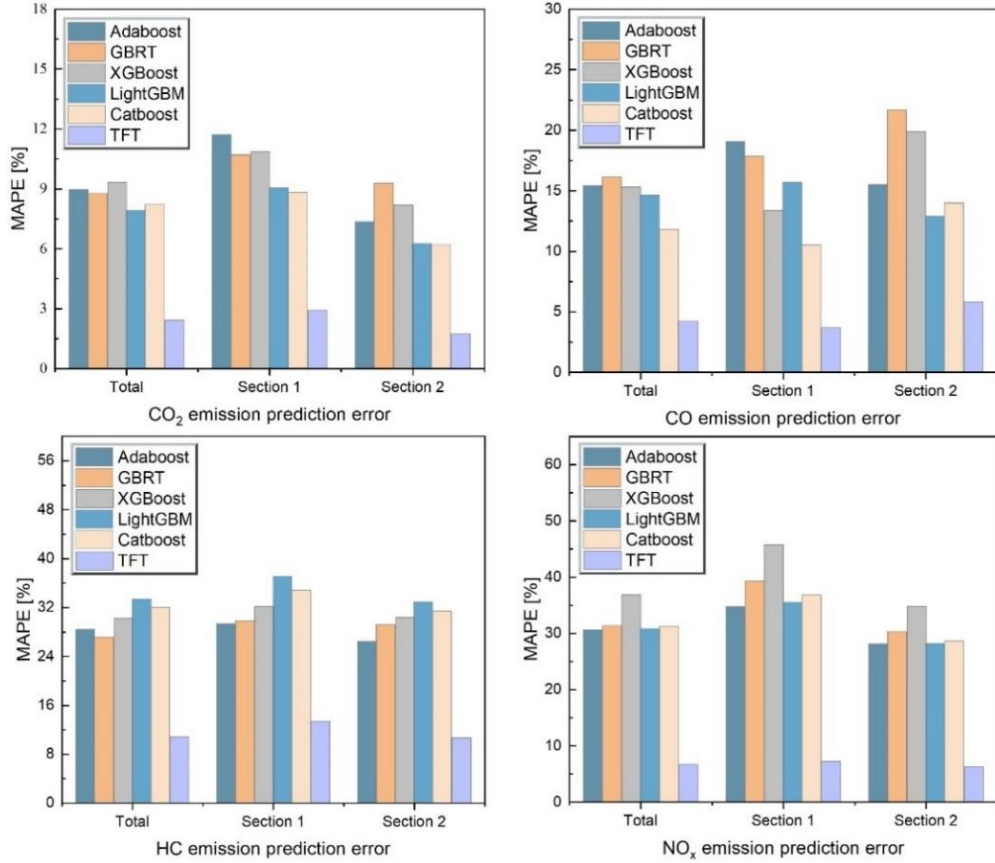 18
15
12
9
6
3
0
MAPE [%]
Adaboost
GBRT
XGBoost
LightGBM
Catboost
TFT
Total Section 1 Section 2
CO₂ emission prediction error
30
25
20
15
10
5
0
MAPE [%]
Adaboost
GBRT
XGBoost
LightGBM
Catboost
TFT
Total Section 1 Section 2
CO emission prediction error
56
48
40
32
24
16
8
0
MAPE [%]
Adaboost
GBRT
XGBoost
LightGBM
Catboost
TFT
Total Section 1 Section 2
HC emission prediction error
60
50
40
30
20
10
0
MAPE [%]
Adaboost
GBRT
XGBoost
LightGBM
Catboost
TFT
Total Section 1 Section 2
NOₓ emission prediction error